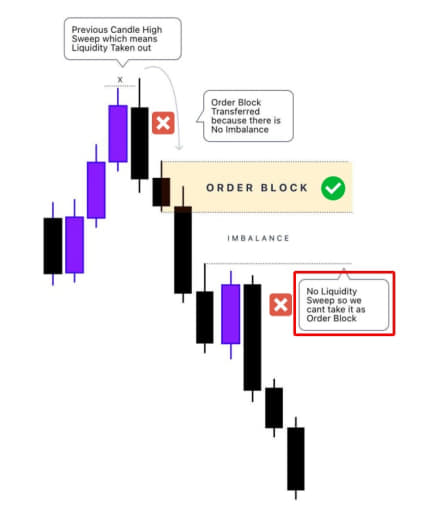 Previous Candle High
Sweep which means
Liquidity Taken out
X
Order Block
Transferred
because there is
No Imbalance
ORDER BLOCK
IMBALANCE
No Liquidity
Sweep so we
cant take it as
Order Block